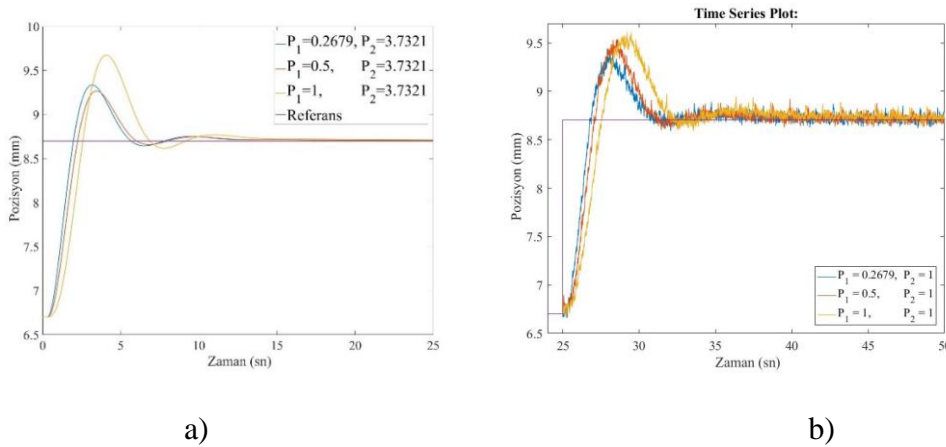 10
9.5
9
8.5
8
7.5
7
6.5
0
5
10
15
20
25
Pozisyon (mm)
Zaman (sn)
P1=0.2679, P2=3.7321
P1=0.5, P2=3.7321
P1=1, P2=3.7321
Referans
a)
Time Series Plot:
9.5
9
8.5
8
7.5
7
6.5
25
30
35
40
45
50
Pozisyon (mm)
Zaman (sn)
P1 = 0.2679, P2 = 1
P1 = 0.5, P2 = 1
P1 = 1, P2 = 1
b)